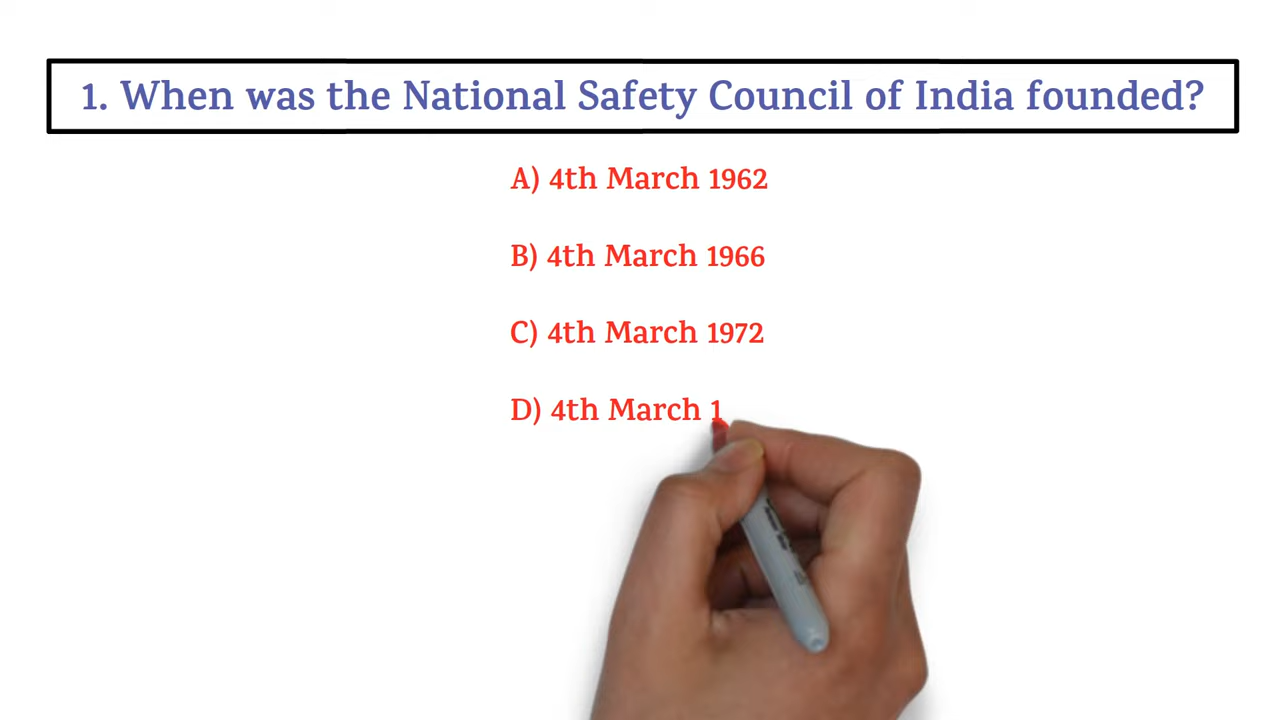 1. When was the National Safety Council of India founded?
A) 4th March 1962
B) 4th March 1966
C) 4th March 1972
D) 4th March 1